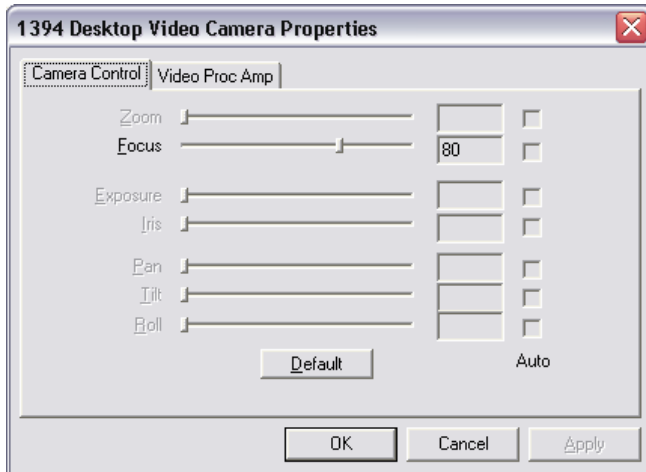 1394 Desktop Video Camera Properties
Camera Control Video Proc Amp
Zoom
Focus 80
Exposure
Iris
Pan
Tilt
Roll
Default Auto
OK Cancel Apply